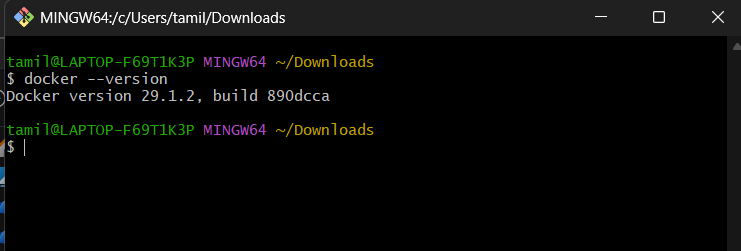 MINGW64:/c/Users/tamil/Downloads
tamil@LAPTOP-F69T1K3P MINGW64 ~/Downloads
$ docker --version
Docker version 29.1.2, build 890dcca
tamil@LAPTOP-F69T1K3P MINGW64 ~/Downloads
$